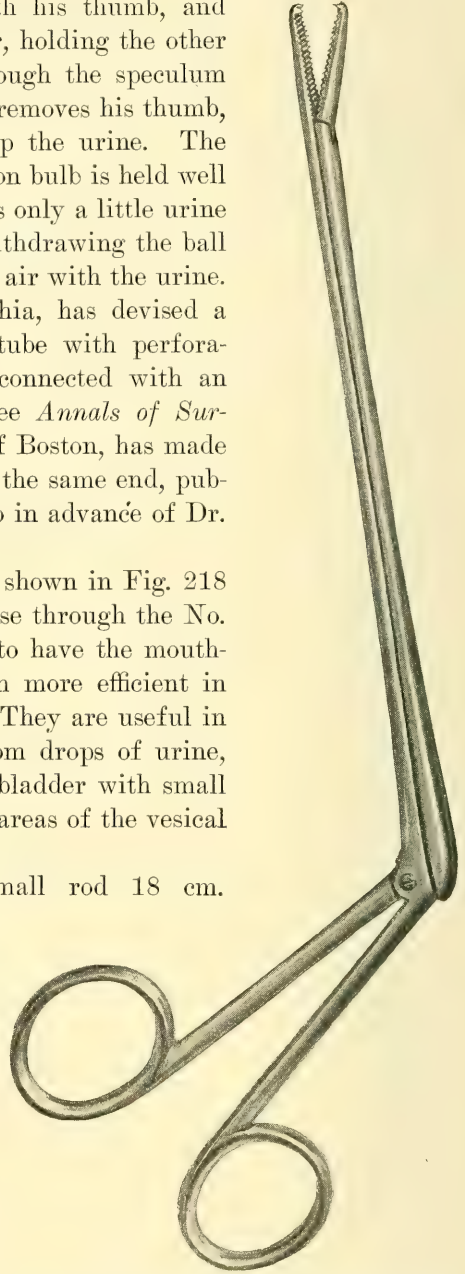 his thumb, and
r, holding the other
ough the speculum
removes his thumb,
p the urine. The
on bulb is held well
s only a little urine
thdrawing the ball
air with the urine.
hia, has devised a
tube with perfora-
connected with an
ee Annals of Sur-
f Boston, has made
the same end, pub-
o in advance of Dr.
shown in Fig. 218
se through the No.
to have the mouth-
n more efficient in
They are useful in
om drops of urine,
bladder with small
areas of the vesical
mall rod 18 cm.